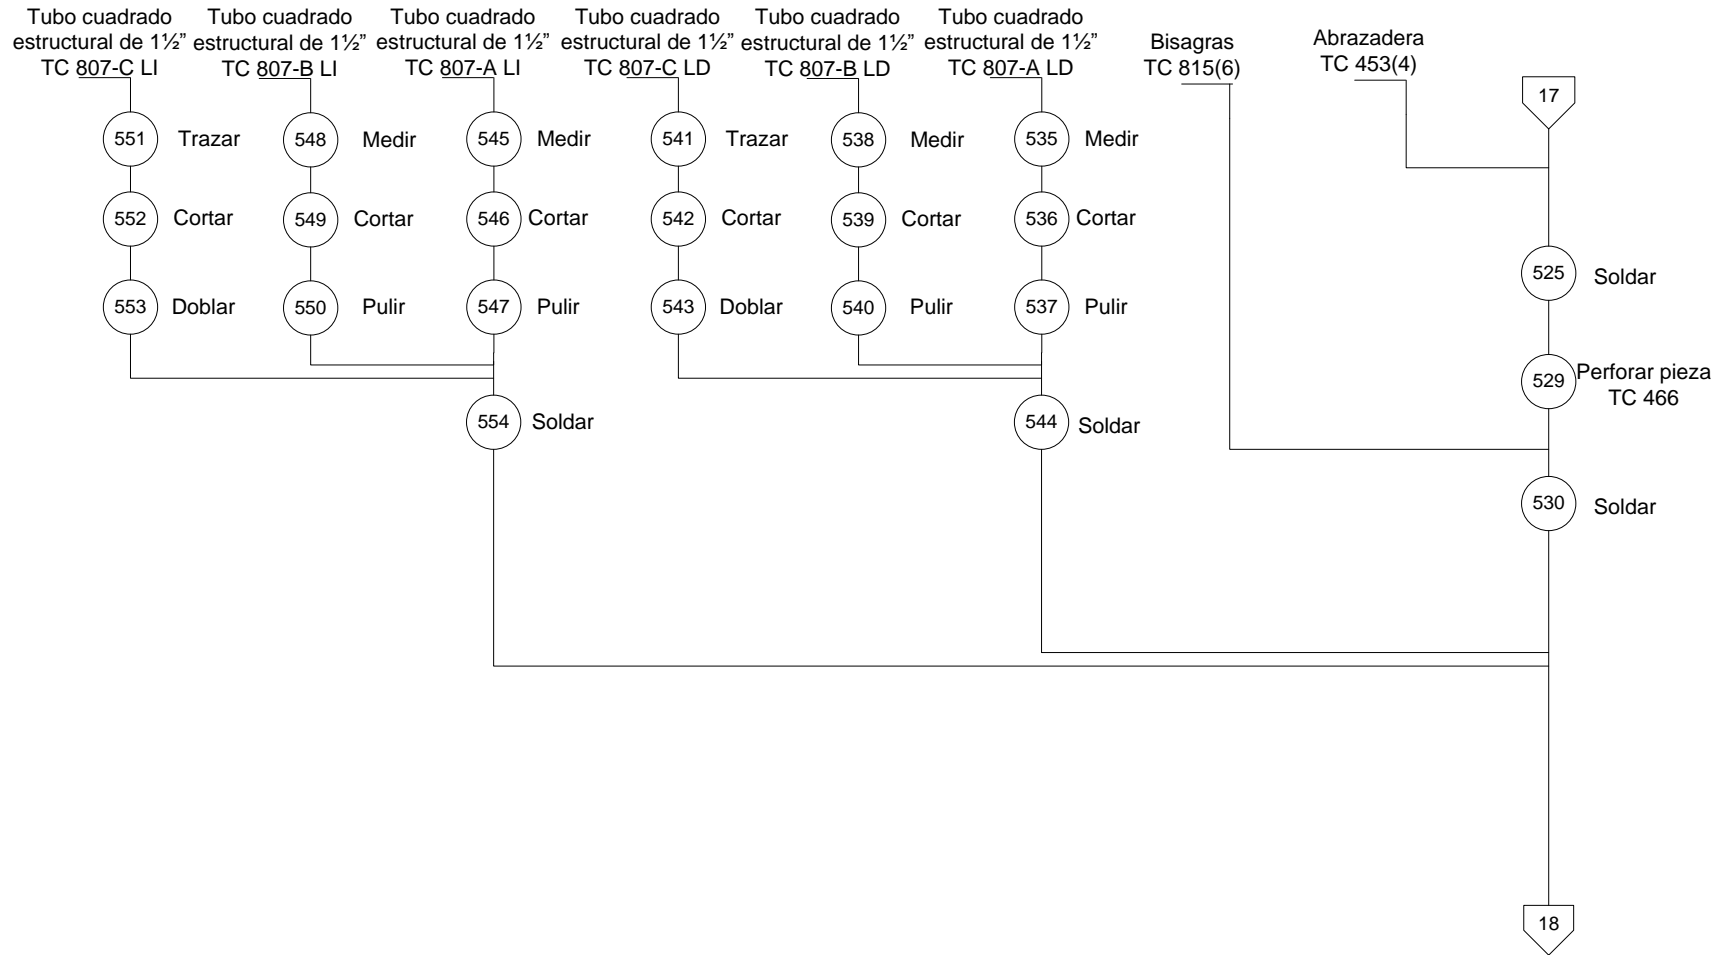 Tubo cuadrado
estructural de 1½”
TC 807-C LI
Tubo cuadrado
estructural de 1½”
TC 807-B LI
Tubo cuadrado
estructural de 1½”
TC 807-A LI
Tubo cuadrado
estructural de 1½”
TC 807-C LD
Tubo cuadrado
estructural de 1½”
TC 807-B LD
Tubo cuadrado
estructural de 1½”
TC 807-A LD
Bisagras
TC 815(6)
Abrazadera
TC 453(4)
17
551 Trazar
548 Medir
545 Medir
541 Trazar
538 Medir
535 Medir
552 Cortar
549 Cortar
546 Cortar
542 Cortar
539 Cortar
536 Cortar
525 Soldar
553 Doblar
550 Pulir
547 Pulir
543 Doblar
540 Pulir
537 Pulir
529 Perforar pieza
TC 466
554 Soldar
544 Soldar
530 Soldar
18